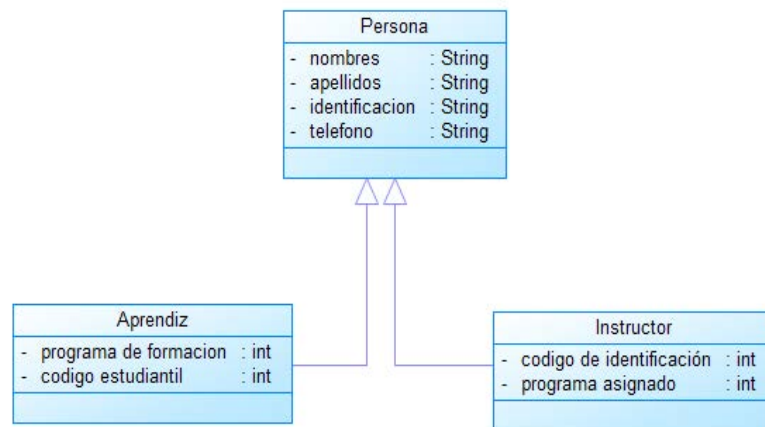 Persona
- nombres : String
- apellidos : String
- identificacion : String
- telefono : String
Aprendiz
- programa de formacion : int
- codigo estudiantil : int
Instructor
- codigo de identificación : int
- programa asignado : int